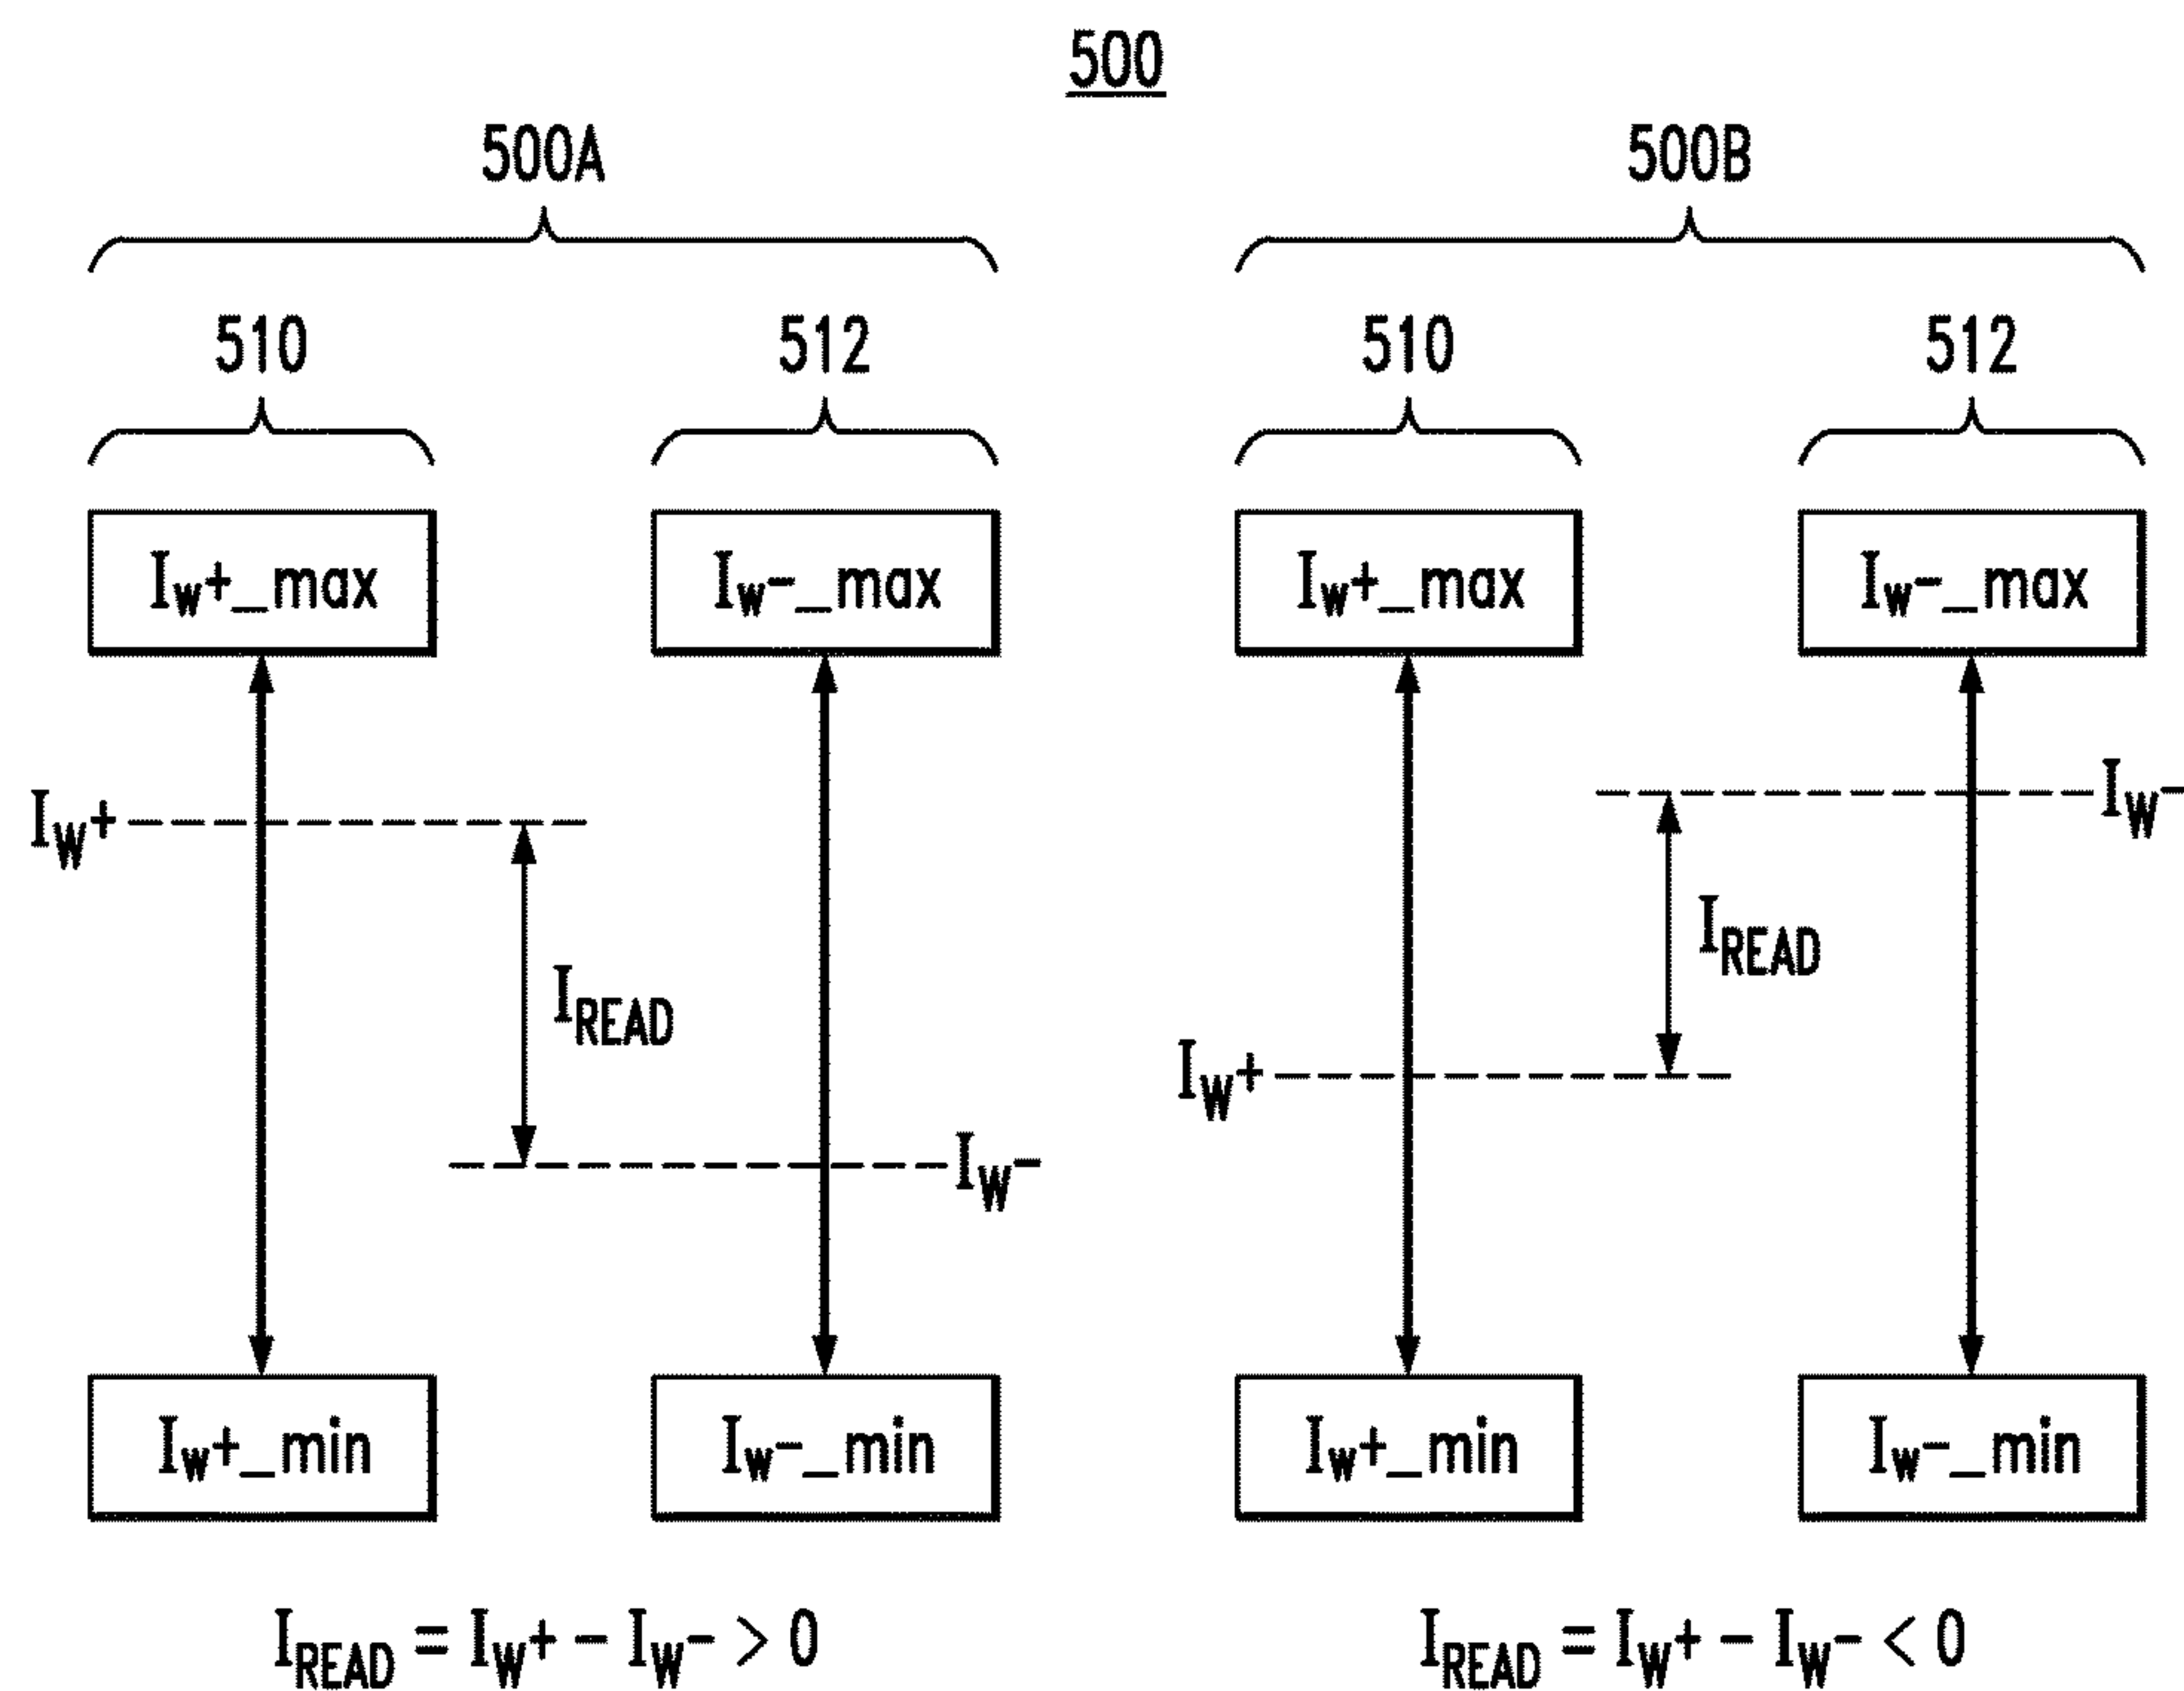 500
500A 500B
510 512 510 512
Iw+_max Iw-_max Iw+_max Iw-_max
IW-
IW+
IREAD
IREAD
IW+
IW-
Iw+_min Iw-_min Iw+_min Iw-_min
IREAD = IW+ - IW- > 0 IREAD = IW+ - IW- < 0